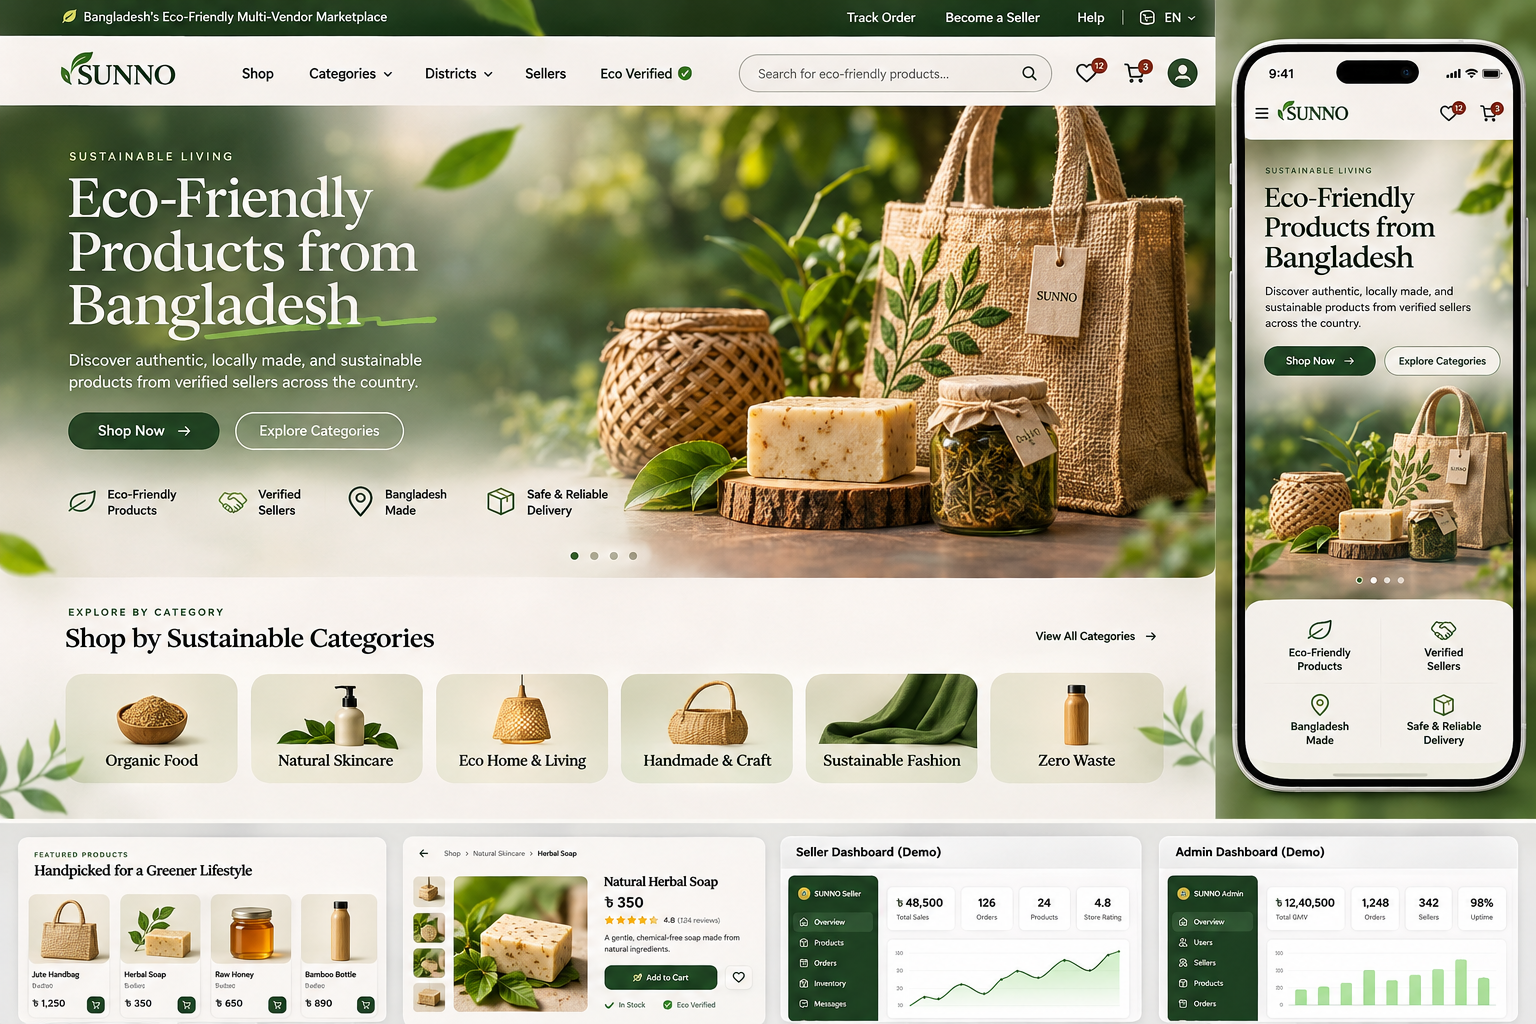 Bangladesh's Eco-Friendly Multi-Vendor Marketplace
Track Order
Become a Seller
Help
EN
SUNNO
Shop
Categories
Districts
Sellers
Eco Verified
Search for eco-friendly products...
12
3
SUSTAINABLE LIVING
Eco-Friendly
Products from
Bangladesh
Discover authentic, locally made, and sustainable
products from verified sellers across the country.
Shop Now →
Explore Categories
Eco-Friendly
Products
Verified
Sellers
Bangladesh
Made
Safe & Reliable
Delivery
SUNNO
EXPLORE BY CATEGORY
Shop by Sustainable Categories
View All Categories →
Organic Food
Natural Skincare
Eco Home & Living
Handmade & Craft
Sustainable Fashion
Zero Waste
9:41
SUNNO
12
3
SUSTAINABLE LIVING
Eco-Friendly
Products from
Bangladesh
Discover authentic, locally made, and
sustainable products from verified sellers
across the country.
Shop Now →
Explore Categories
SUNNO
Eco-Friendly
Products
Verified
Sellers
Bangladesh
Made
Safe & Reliable
Delivery
FEATURED PRODUCTS
Handpicked for a Greener Lifestyle
Jute Handbag
৳ 1,250
Herbal Soap
৳ 350
Raw Honey
৳ 650
Bamboo Bottle
৳ 890
← Shop > Natural Skincare > Herbal Soap
Natural Herbal Soap
৳ 350
4.8 (124 reviews)
A gentle, chemical-free soap made from
natural ingredients.
Add to Cart
In Stock
Eco Verified
Seller Dashboard (Demo)
SUNNO Seller
Overview
Products
Orders
Inventory
Messages
৳ 48,500
Total Sales
126
Orders
24
Products
4.8
Store Rating
Admin Dashboard (Demo)
SUNNO Admin
Overview
Users
Sellers
Products
Orders
৳ 12,40,500
Total GMV
1,248
Orders
342
Sellers
98%
Uptime